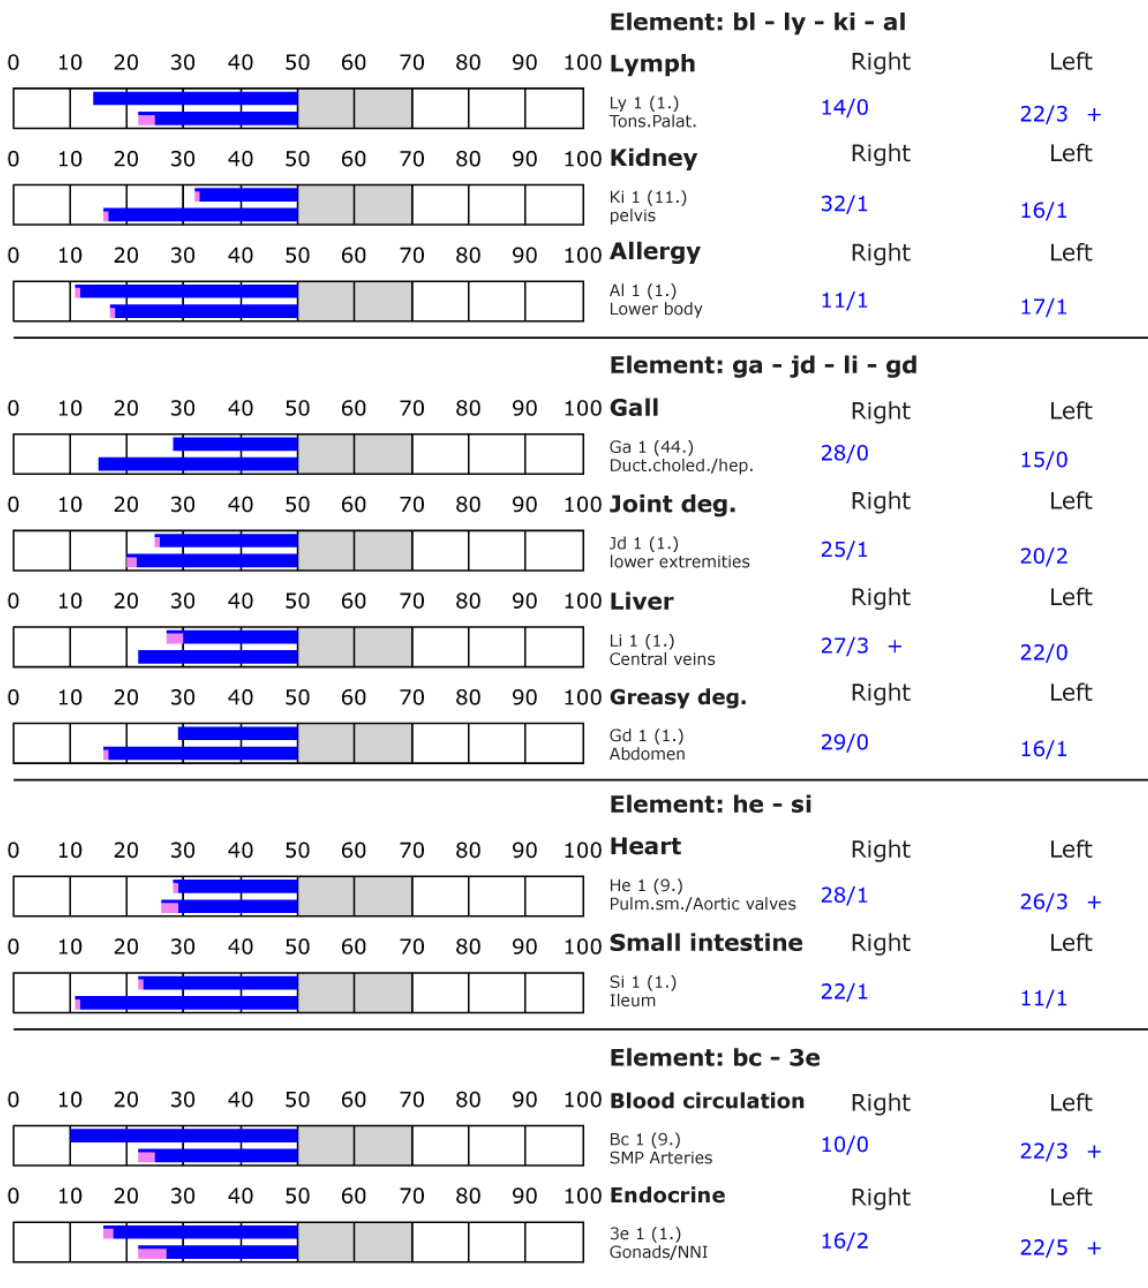 Element: bl - ly - ki - al
0 10 20 30 40 50 60 70 80 90 100 Lymph Right Left
Ly 1 (1.) 14/0 22/3 +
Tons.Palat.
0 10 20 30 40 50 60 70 80 90 100 Kidney Right Left
Ki 1 (11.) 32/1 16/1
pelvis
0 10 20 30 40 50 60 70 80 90 100 Allergy Right Left
Al 1 (1.) 11/1 17/1
Lower body
Element: ga - jd - li - gd
0 10 20 30 40 50 60 70 80 90 100 Gall Right Left
Ga 1 (44.) 28/0 15/0
Duct.choled./hep.
0 10 20 30 40 50 60 70 80 90 100 Joint deg. Right Left
Jd 1 (1.) 25/1 20/2
lower extremities
0 10 20 30 40 50 60 70 80 90 100 Liver Right Left
Li 1 (1.) 27/3 + 22/0
Central veins
0 10 20 30 40 50 60 70 80 90 100 Greasy deg. Right Left
Gd 1 (1.) 29/0 16/1
Abdomen
Element: he - si
0 10 20 30 40 50 60 70 80 90 100 Heart Right Left
He 1 (9.) 28/1 26/3 +
Pulm.sm./Aortic valves
0 10 20 30 40 50 60 70 80 90 100 Small intestine Right Left
Si 1 (1.) 22/1 11/1
Ileum
Element: bc - 3e
0 10 20 30 40 50 60 70 80 90 100 Blood circulation Right Left
Bc 1 (9.) 10/0 22/3 +
SMP Arteries
0 10 20 30 40 50 60 70 80 90 100 Endocrine Right Left
3e 1 (1.) 16/2 22/5 +
Gonads/NNI